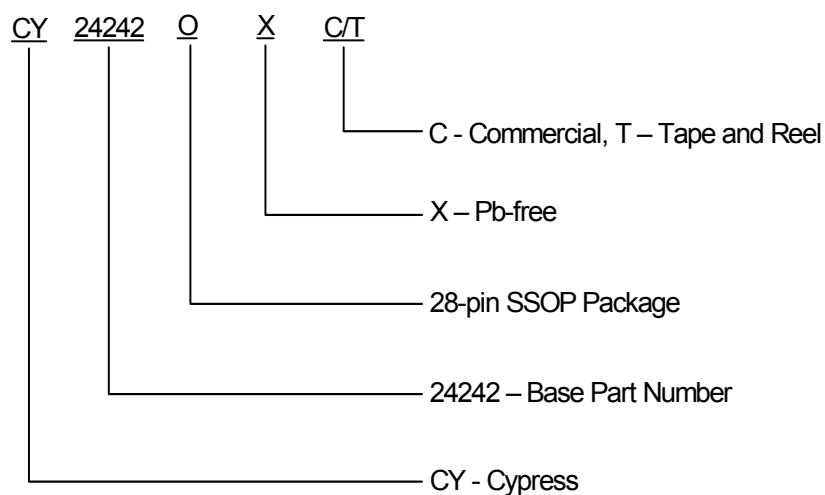 CY 24242 O X C/T
C - Commercial, T – Tape and Reel
X – Pb-free
28-pin SSOP Package
24242 – Base Part Number
CY - Cypress